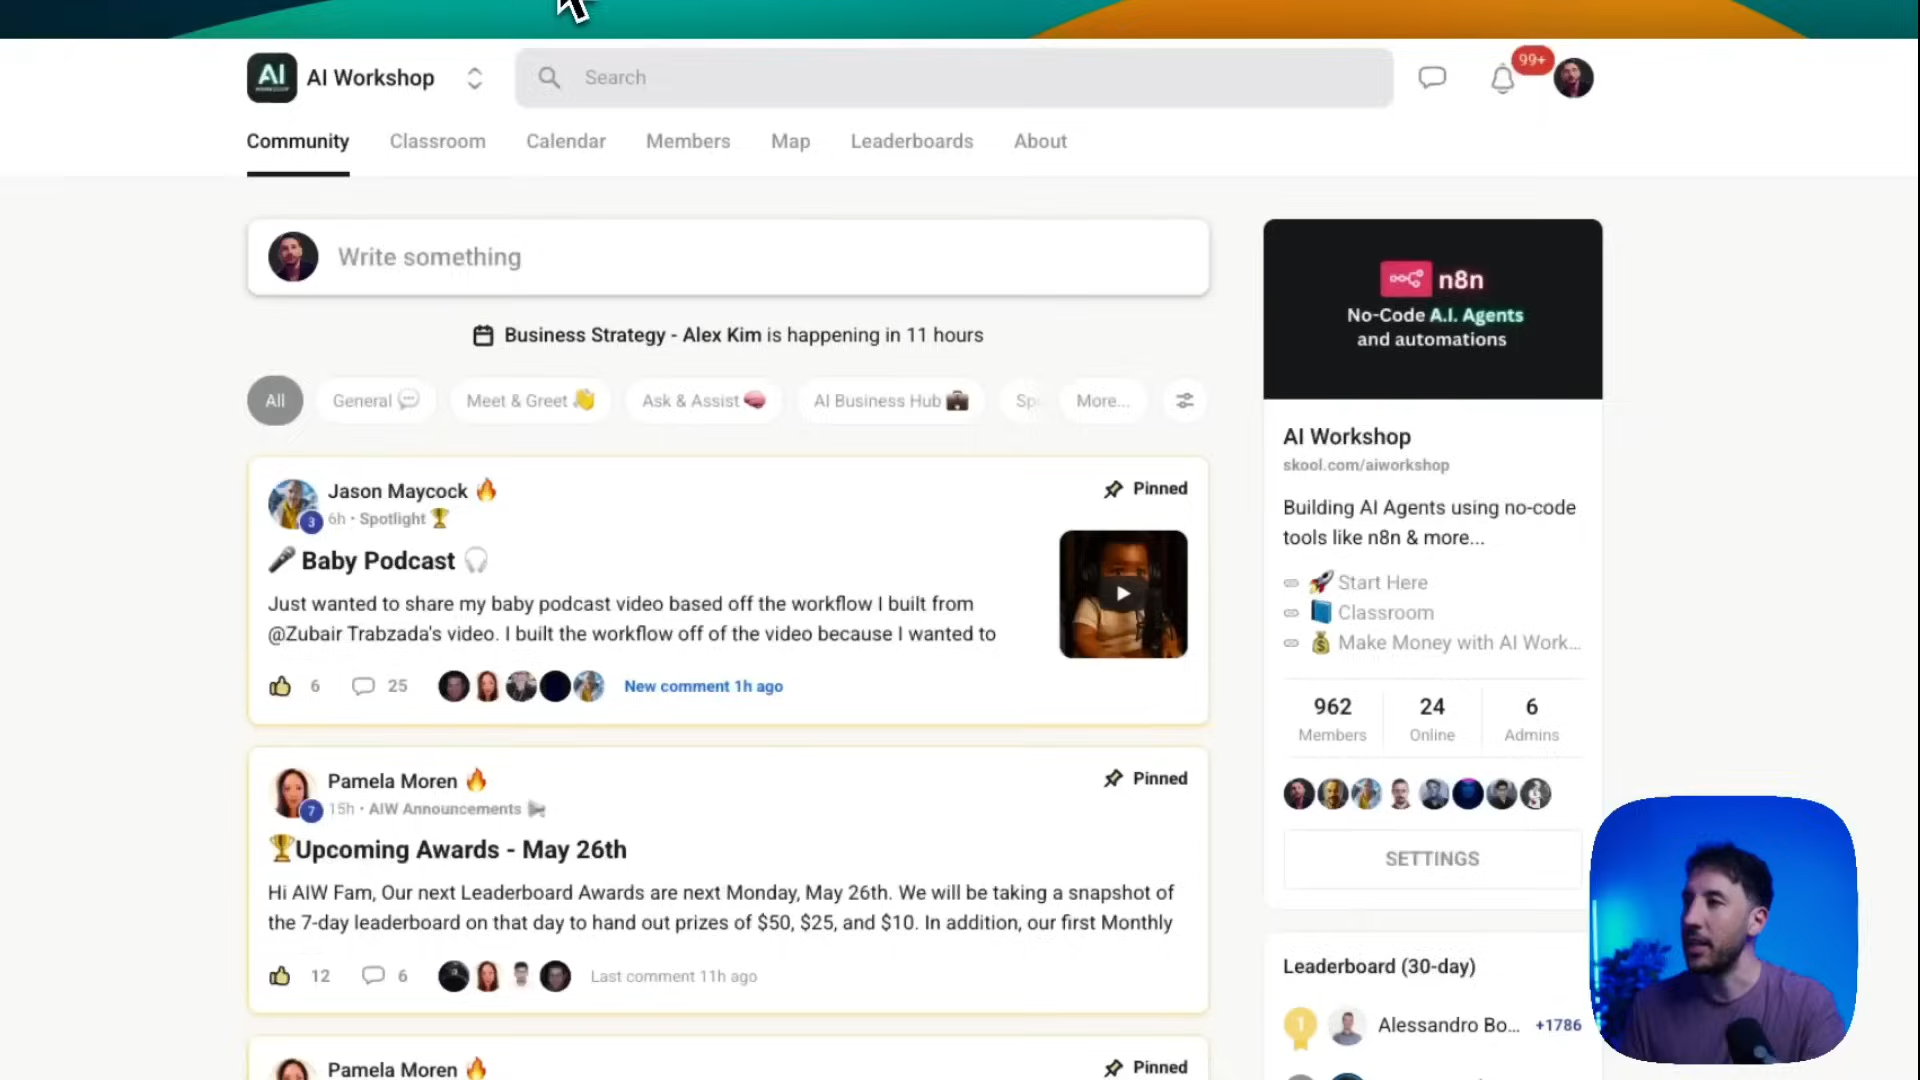 AI
AI Workshop
Search
99+
Community
Classroom
Calendar
Members
Map
Leaderboards
About
Write something
Business Strategy - Alex Kim is happening in 11 hours
All
General
Meet & Greet
Ask & Assist
AI Business Hub
More...
Jason Maycock
Pinned
3
6h • Spotlight
Baby Podcast
Just wanted to share my baby podcast video based off the workflow I built from
@Zubair Trabzada's video. I built the workflow off of the video because I wanted to
6
25
New comment 1h ago
Pamela Moren
Pinned
7
15h • AIW Announcements
Upcoming Awards - May 26th
Hi AIW Fam, Our next Leaderboard Awards are next Monday, May 26th. We will be taking a snapshot of
the 7-day leaderboard on that day to hand out prizes of $50, $25, and $10. In addition, our first Monthly
12
6
Last comment 11h ago
Pamela Moren
Pinned
n8n
No-Code A.I. Agents
and automations
AI Workshop
skool.com/aiworkshop
Building AI Agents using no-code
tools like n8n & more...
Start Here
Classroom
Make Money with AI Work...
962
Members
24
Online
6
Admins
SETTINGS
Leaderboard (30-day)
1
Alessandro Bo...
+1786